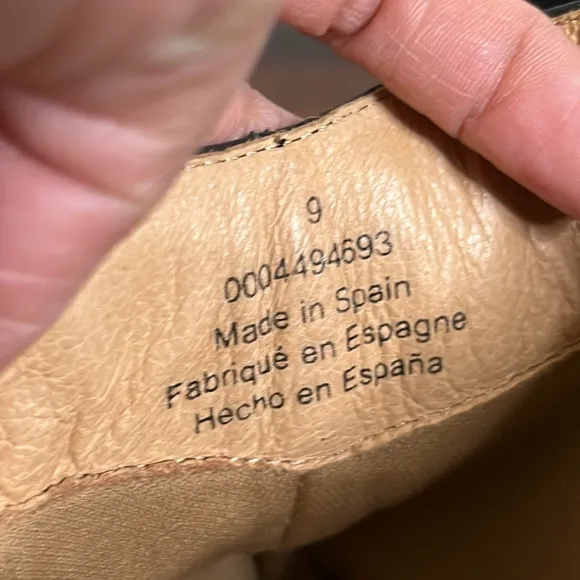 9
0004494693
Made in Spain
Fabriqué en Espagne
Hecho en España